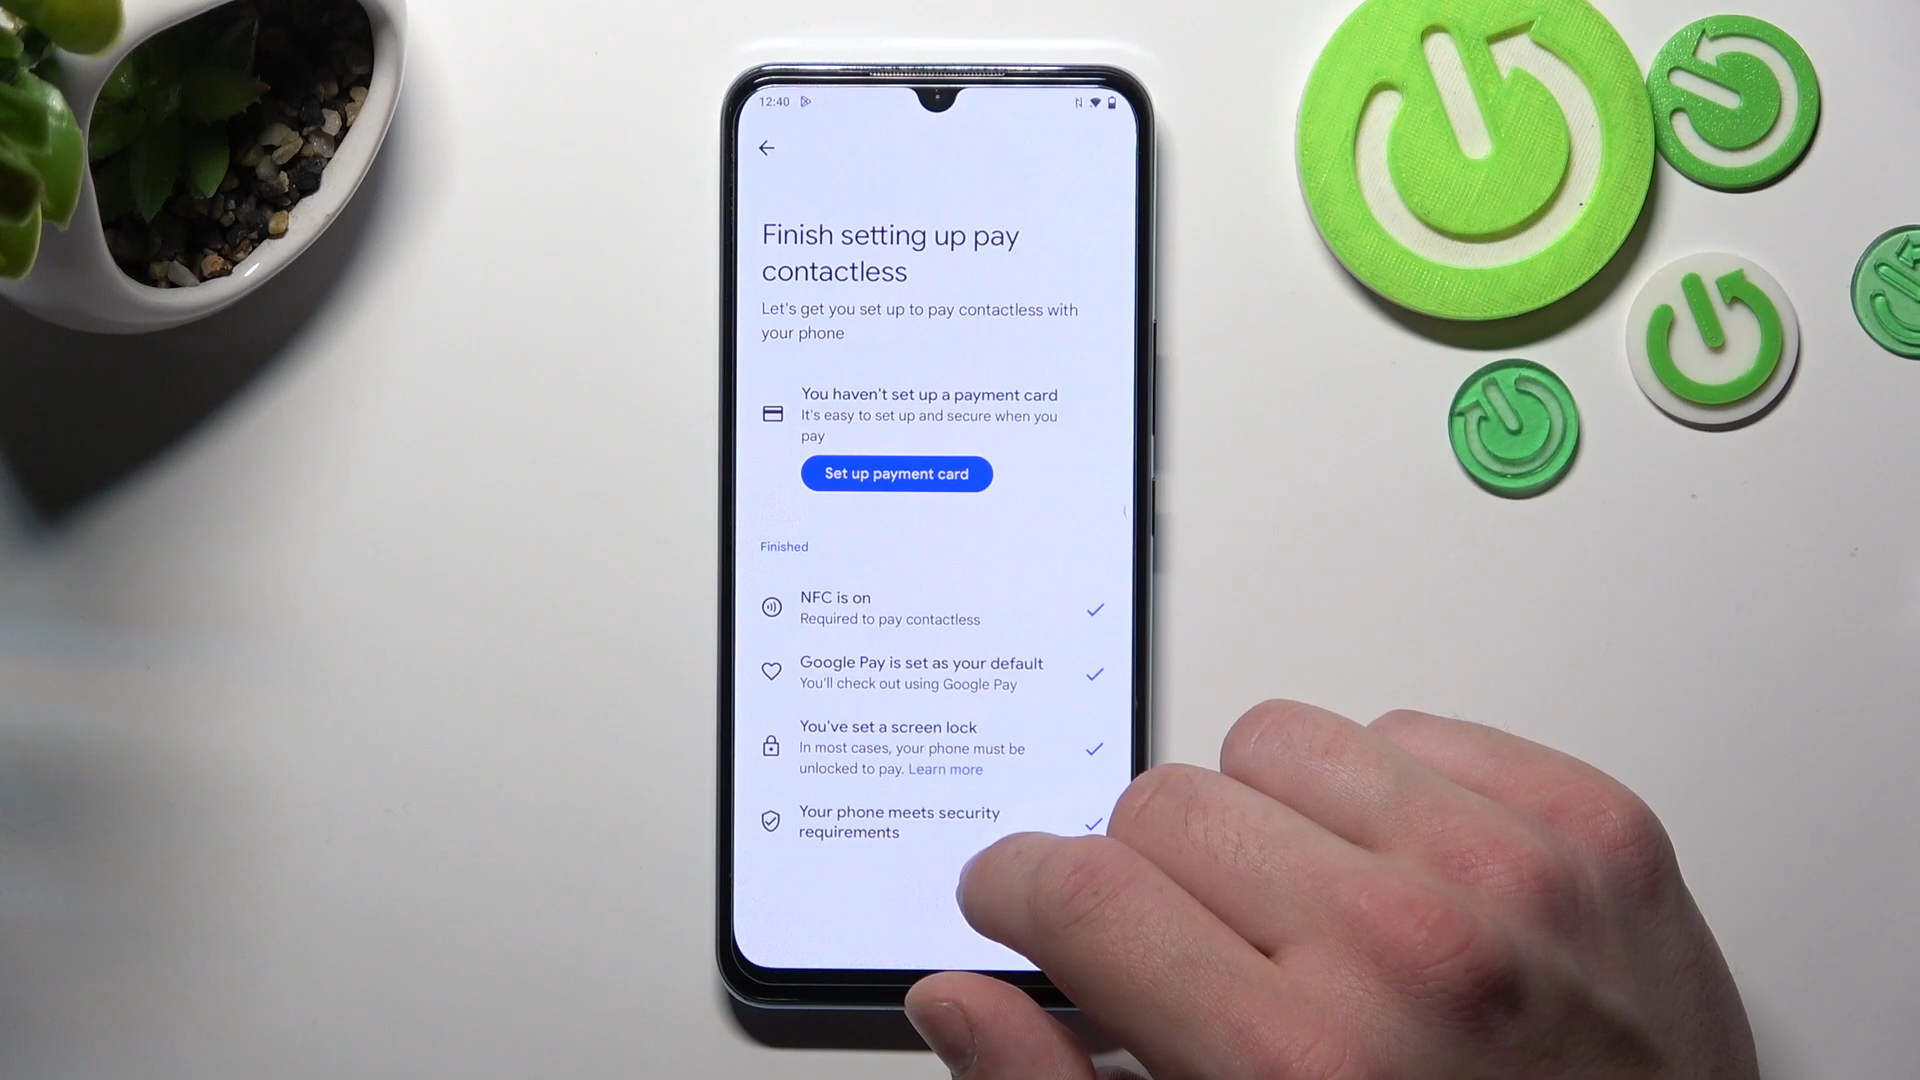 12:40
Finish setting up pay
contactless
Let's get you set up to pay contactless with
your phone
You haven't set up a payment card
It's easy to set up and secure when you
pay
Set up payment card
Finished
NFC is on
Required to pay contactless
Google Pay is set as your default
You'll check out using Google Pay
You've set a screen lock
In most cases, your phone must be
unlocked to pay. Learn more
Your phone meets security
requirements